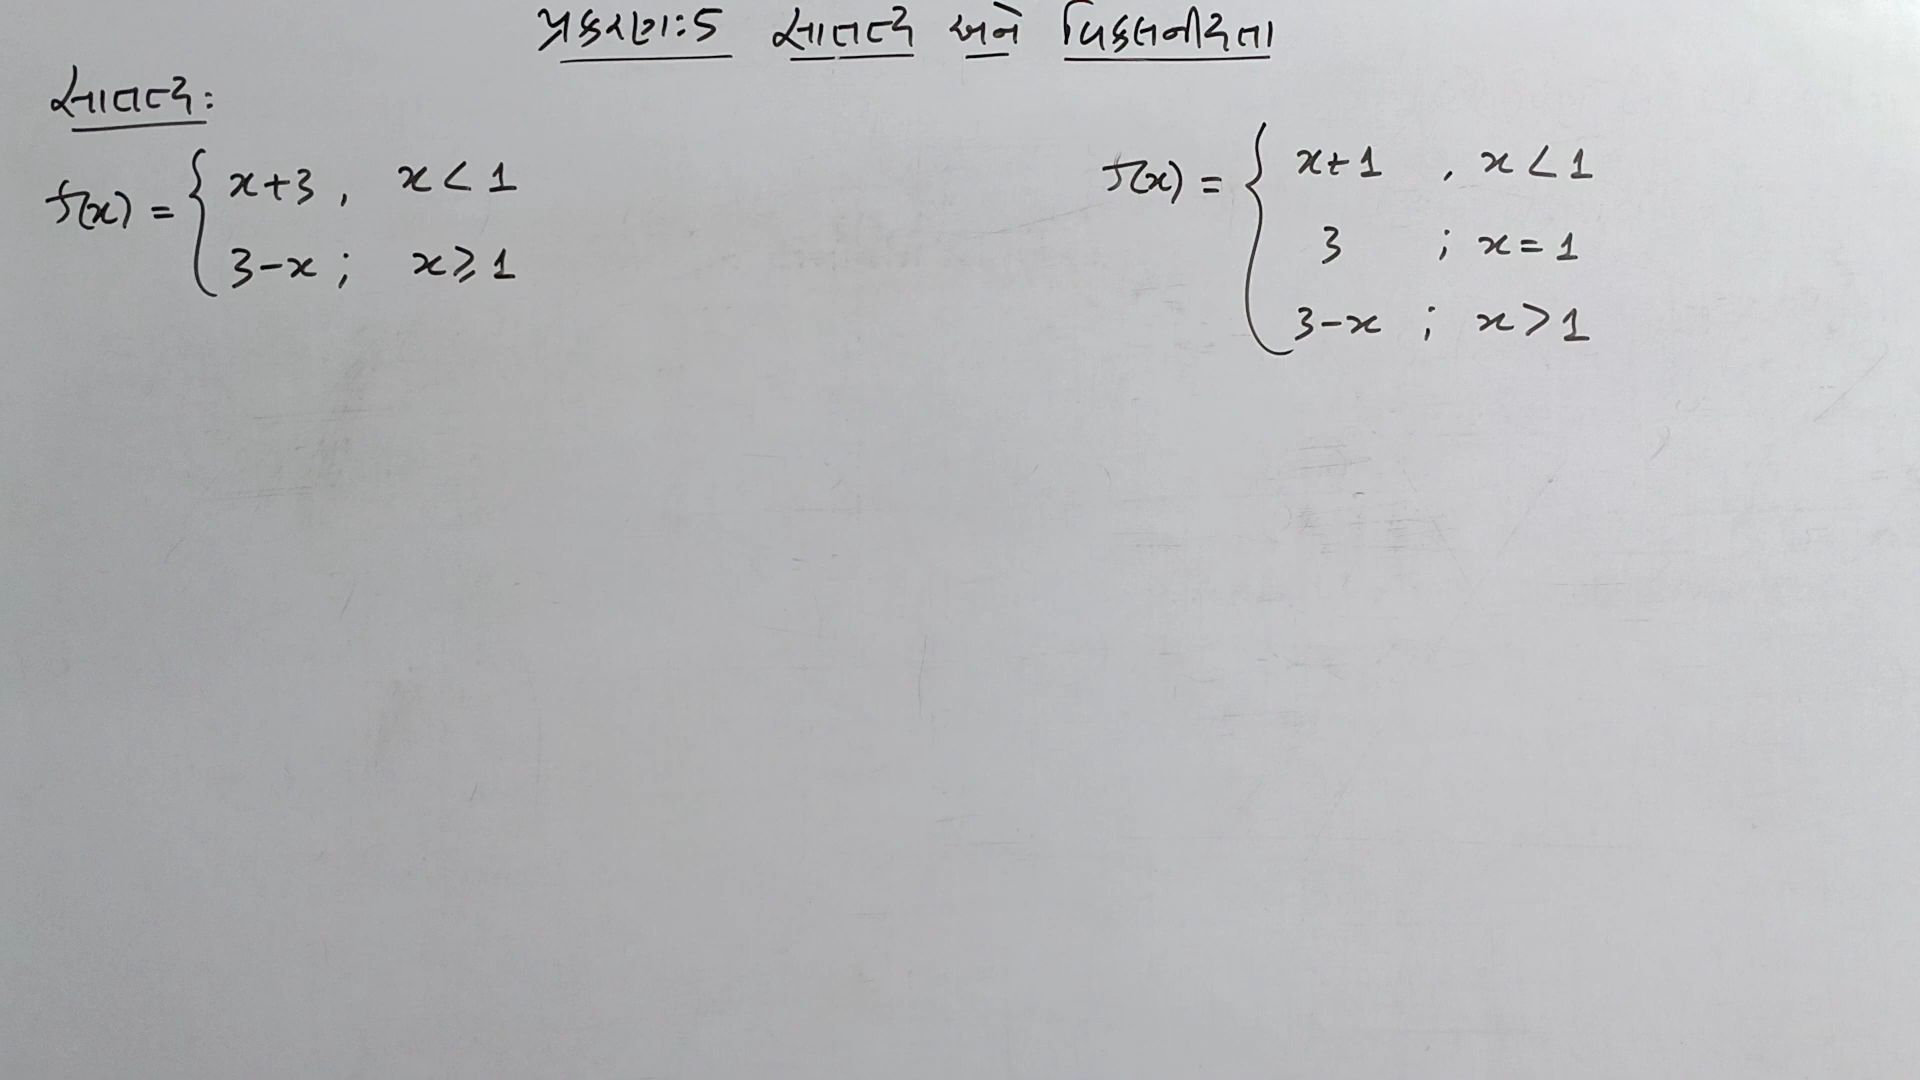 પ્રકરણ:5 સાતત્ય અને વિકલનીયતા
સાતત્ય:
f(x) = { x+3 , x < 1
3-x ; x ⩾ 1
f(x) = { x+1 , x < 1
3 ; x = 1
3-x ; x > 1